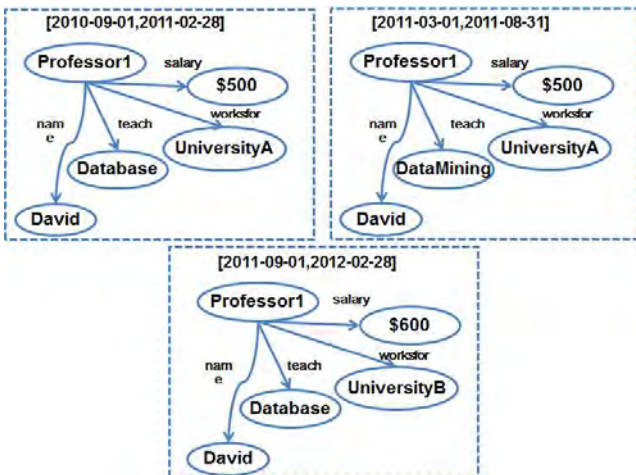 [2010-09-01,2011-02-28]
Professor1
salary
$500
nam
e
teach
worksfor
UniversityA
Database
David
[2011-03-01,2011-08-31]
Professor1
salary
$500
nam
e
teach
worksfor
UniversityA
DataMining
David
[2011-09-01,2012-02-28]
Professor1
salary
$600
nam
e
teach
worksfor
UniversityB
Database
David